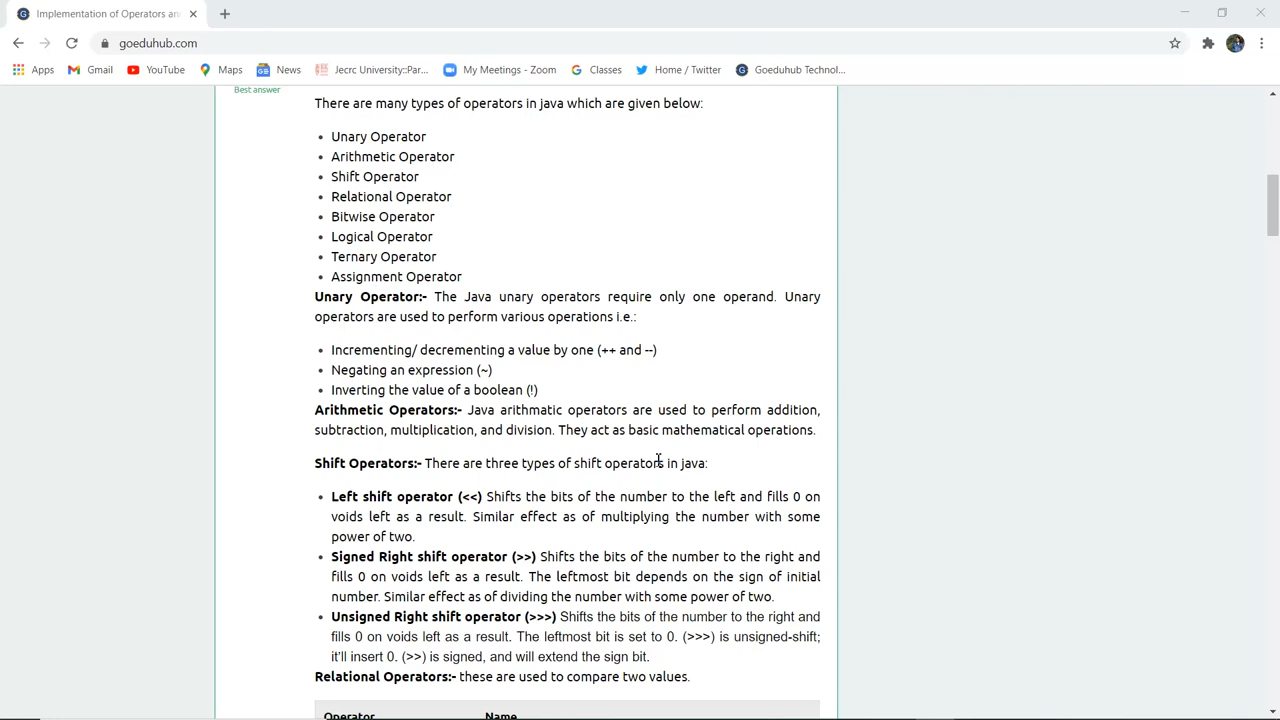 Implementation of Operators an
goeduhub.com
Apps Gmail YouTube Maps News Jecrc University::Par... My Meetings - Zoom Classes Home / Twitter Goeduhub Technol...
Best answer
There are many types of operators in java which are given below:
• Unary Operator
• Arithmetic Operator
• Shift Operator
• Relational Operator
• Bitwise Operator
• Logical Operator
• Ternary Operator
• Assignment Operator
Unary Operator:- The Java unary operators require only one operand. Unary
operators are used to perform various operations i.e.:
• Incrementing/ decrementing a value by one (++ and --)
• Negating an expression (~)
• Inverting the value of a boolean (!)
Arithmetic Operators:- Java arithmatic operators are used to perform addition,
subtraction, multiplication, and division. They act as basic mathematical operations.
Shift Operators:- There are three types of shift operators in java:
• Left shift operator (<<) Shifts the bits of the number to the left and fills 0 on
voids left as a result. Similar effect as of multiplying the number with some
power of two.
• Signed Right shift operator (>>) Shifts the bits of the number to the right and
fills 0 on voids left as a result. The leftmost bit depends on the sign of initial
number. Similar effect as of dividing the number with some power of two.
• Unsigned Right shift operator (>>>) Shifts the bits of the number to the right and
fills 0 on voids left as a result. The leftmost bit is set to 0. (>>>) is unsigned-shift;
it'll insert 0. (>>) is signed, and will extend the sign bit.
Relational Operators:- these are used to compare two values.
Operator Name